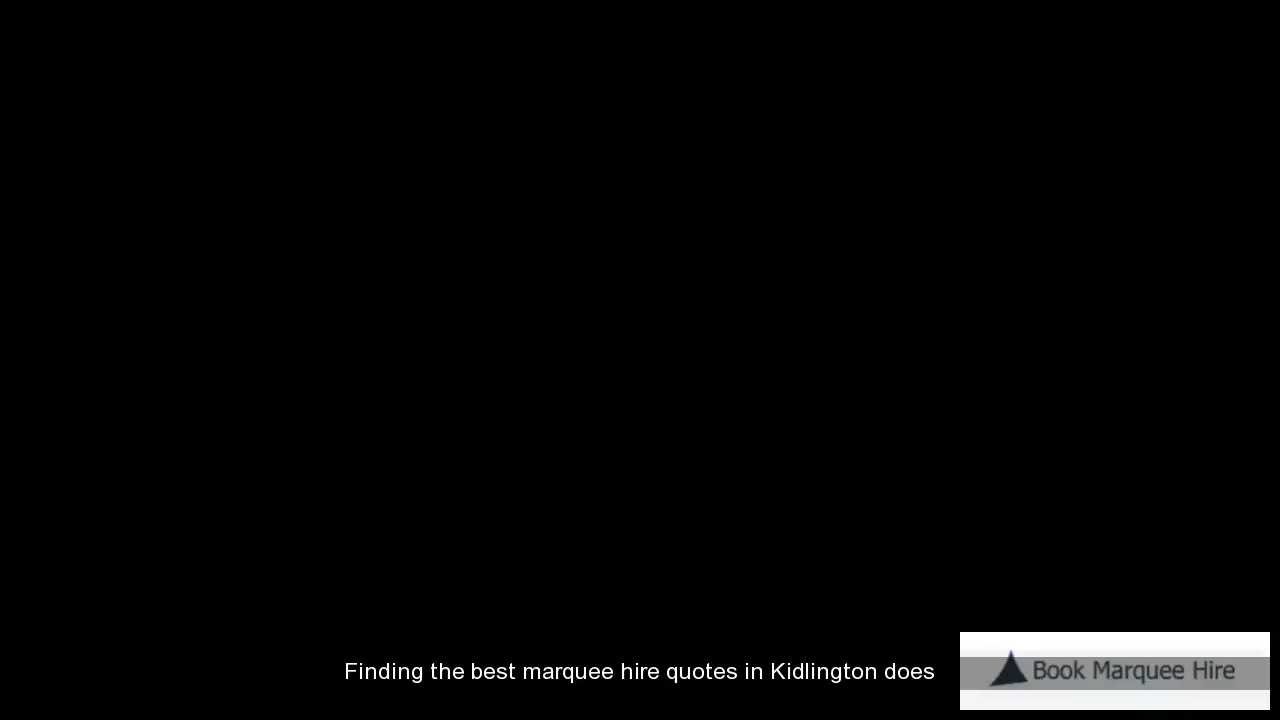 Finding the best marquee hire quotes in Kidlington does
Book Marquee Hire